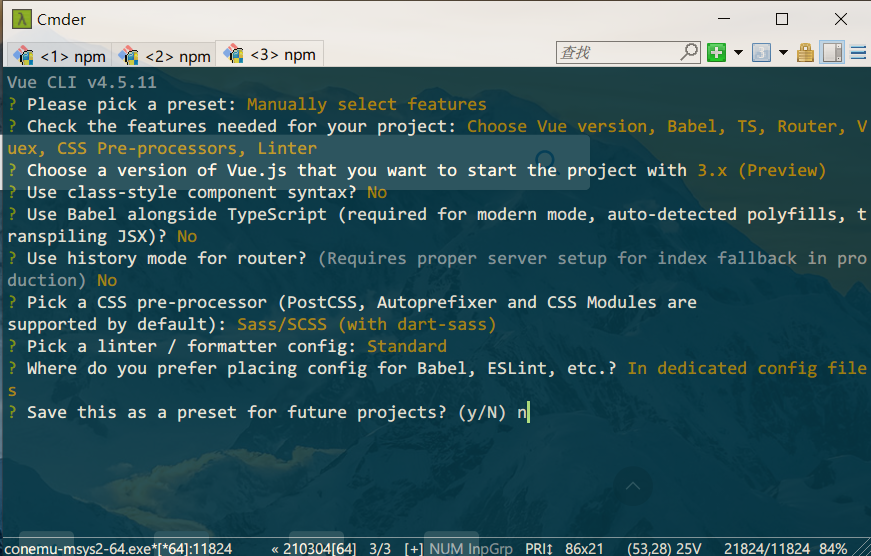 Cmder
<1> npm <2> npm <3> npm 查找
Vue CLI v4.5.11
? Please pick a preset: Manually select features
? Check the features needed for your project: Choose Vue version, Babel, TS, Router, V
uex, CSS Pre-processors, Linter
? Choose a version of Vue.js that you want to start the project with 3.x (Preview)
? Use class-style component syntax? No
? Use Babel alongside TypeScript (required for modern mode, auto-detected polyfills, t
ranspiling JSX)? No
? Use history mode for router? (Requires proper server setup for index fallback in pro
duction) No
? Pick a CSS pre-processor (PostCSS, Autoprefixer and CSS Modules are
supported by default): Sass/SCSS (with dart-sass)
? Pick a linter / formatter config: Standard
? Where do you prefer placing config for Babel, ESLint, etc.? In dedicated config file
s
? Save this as a preset for future projects? (y/N) n
conemu-msys2-64.exe*[*64]:11824 « 210304[64] 3/3 [+] NUM InpGrp PRI↕ 86x21 (53,28) 25V 21824/11824 84%